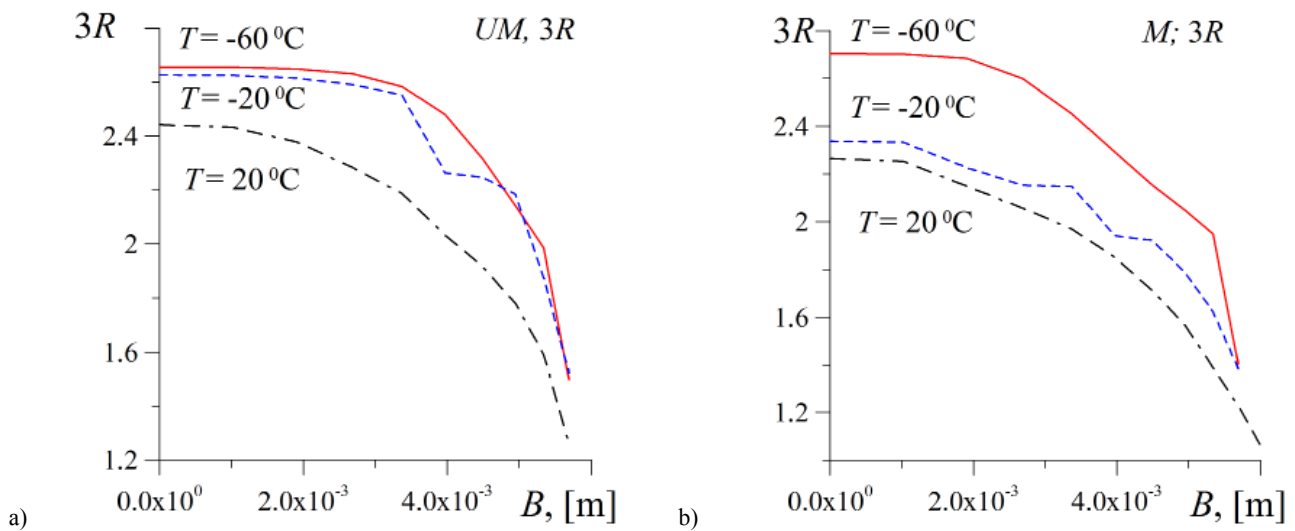 3R
T = -60 ⁰C
UM, 3R
T = -20 ⁰C
2.4
T = 20 ⁰C
2
1.6
1.2
0.0x10⁰
2.0x10⁻³
4.0x10⁻³
B, [m]
a)
3R
T = -60 ⁰C
M; 3R
T = -20 ⁰C
2.4
2
T = 20 ⁰C
1.6
1.2
0.0x10⁰
2.0x10⁻³
4.0x10⁻³
B, [m]
b)